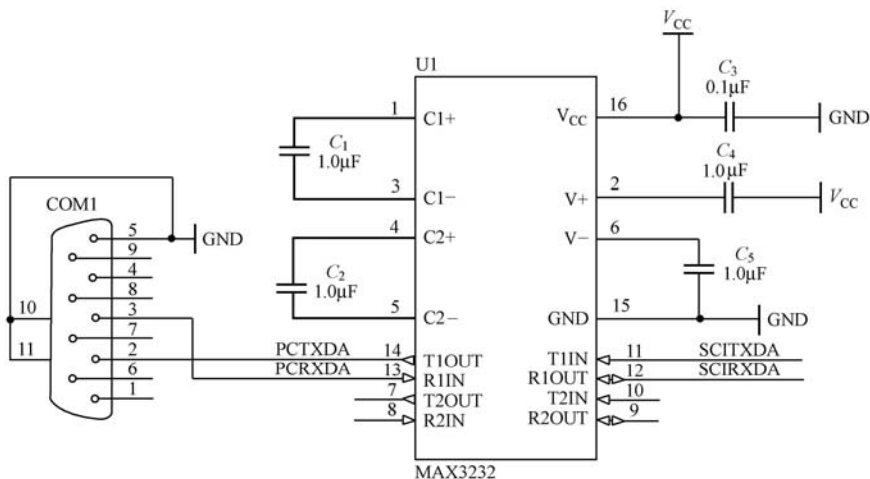 V_CC
U1
C3
0.1μF
16
1
C1+
V_CC
GND
C1
1.0μF
C4
1.0μF
3
C1−
V+
2
V_CC
COM1
4
C2+
V−
6
5
GND
9
4
C2
1.0μF
C5
1.0μF
8
10
3
5
C2−
GND
15
GND
7
11
2
PCTXDA
14
T1OUT
T1IN
11
SCITXDA
6
PCRXDA
13
R1IN
R1OUT
12
SCIRXDA
1
7
T2OUT
T2IN
10
8
R2IN
R2OUT
9
MAX3232